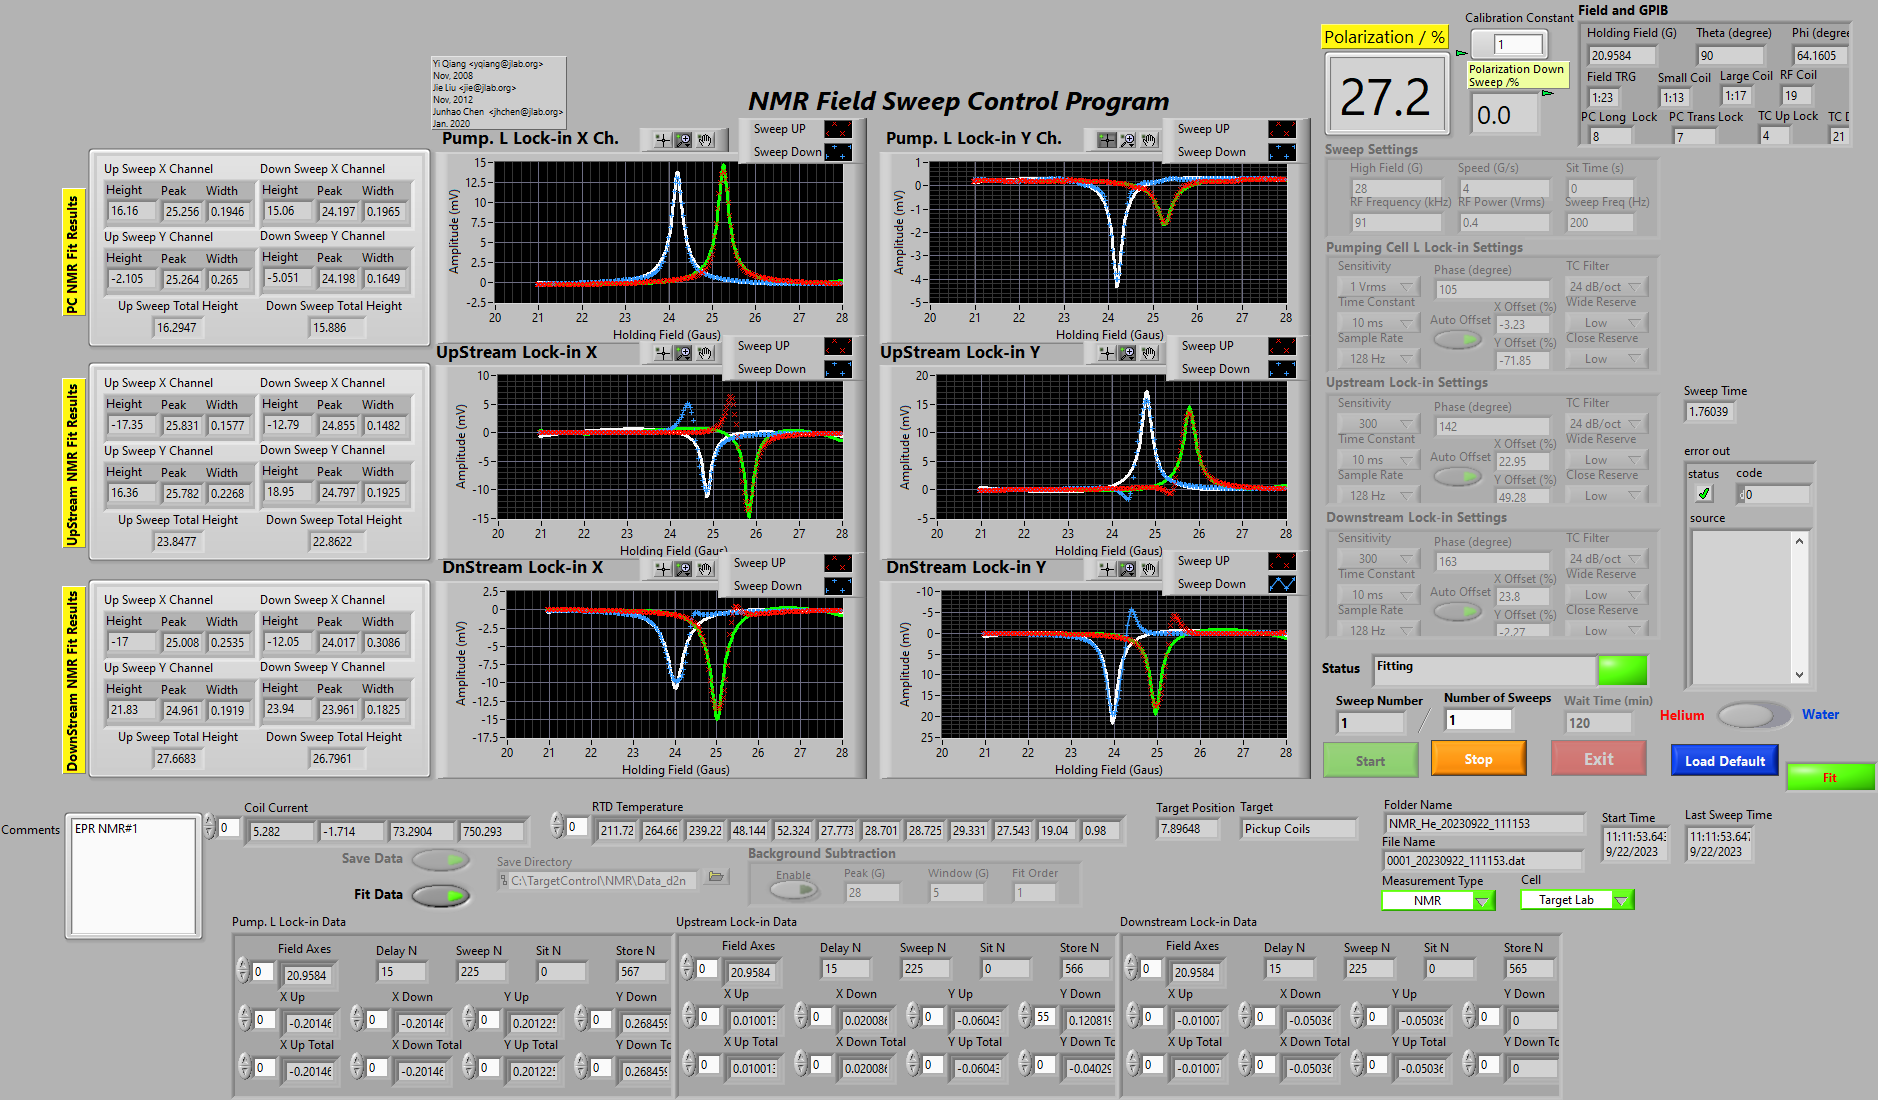 Yi Qiang <yqiang@jlab.org>
Nov, 2008
Jie Liu <jie@jlab.org>
Nov, 2012
Junhao Chen <jhchen@jlab.org>
Jan. 2020
NMR Field Sweep Control Program
Polarization / %
27.2
Calibration Constant
1
Polarization Down
Sweep /%
0.0
Field and GPIB
Holding Field (G) Theta (degree) Phi (degree
20.9584 90 64.1605
Field TRG Small Coil Large Coil RF Coil
1:23 1:13 1:17 19
PC Long Lock PC Trans Lock TC Up Lock TC D
8 7 4 21
PC NMR Fit Results
Up Sweep X Channel Down Sweep X Channel
Height Peak Width Height Peak Width
16.16 25.256 0.1946 15.06 24.197 0.1965
Up Sweep Y Channel Down Sweep Y Channel
Height Peak Width Height Peak Width
-2.105 25.264 0.265 -5.051 24.198 0.1649
Up Sweep Total Height Down Sweep Total Height
16.2947 15.886
Pump. L Lock-in X Ch.
Sweep UP
Sweep Down
Amplitude (mV)
15
12.5
10
7.5
5
2.5
0
-2.5
20 21 22 23 24 25 26 27 28
Holding Field (Gaus)
Pump. L Lock-in Y Ch.
Sweep UP
Sweep Down
Amplitude (mV)
1
0
-1
-2
-3
-4
-5
20 21 22 23 24 25 26 27 28
Holding Field (Gaus)
UpStream NMR Fit Results
Up Sweep X Channel Down Sweep X Channel
Height Peak Width Height Peak Width
-17.35 25.831 0.1577 -12.79 24.855 0.1482
Up Sweep Y Channel Down Sweep Y Channel
Height Peak Width Height Peak Width
16.36 25.782 0.2268 18.95 24.797 0.1925
Up Sweep Total Height Down Sweep Total Height
23.8477 22.8622
UpStream Lock-in X
Sweep UP
Sweep Down
Amplitude (mV)
10
5
0
-5
-10
-15
20 21 22 23 24 25 26 27 28
Holding Field (Gaus)
UpStream Lock-in Y
Sweep UP
Sweep Down
Amplitude (mV)
20
15
10
5
0
-5
20 21 22 23 24 25 26 27 28
Holding Field (Gaus)
DownStream NMR Fit Results
Up Sweep X Channel Down Sweep X Channel
Height Peak Width Height Peak Width
-17 25.008 0.2535 -12.05 24.017 0.3086
Up Sweep Y Channel Down Sweep Y Channel
Height Peak Width Height Peak Width
21.83 24.961 0.1919 23.94 23.961 0.1825
Up Sweep Total Height Down Sweep Total Height
27.6683 26.7961
DnStream Lock-in X
Sweep UP
Sweep Down
Amplitude (mV)
2.5
0
-2.5
-5
-7.5
-10
-12.5
-15
-17.5
20 21 22 23 24 25 26 27 28
Holding Field (Gaus)
DnStream Lock-in Y
Sweep UP
Sweep Down
Amplitude (mV)
-10
-5
0
5
10
15
20
25
20 21 22 23 24 25 26 27 28
Holding Field (Gaus)
Sweep Settings
High Field (G) Speed (G/s) Sit Time (s)
28 4 0
RF Frequency (kHz) RF Power (Vrms) Sweep Freq (Hz)
91 0.4 200
Pumping Cell L Lock-in Settings
Sensitivity Phase (degree) TC Filter
1 Vrms 105 24 dB/oct
Time Constant X Offset (%) Wide Reserve
10 ms Auto Offset -3.23 Low
Sample Rate Y Offset (%) Close Reserve
128 Hz -71.85 Low
Upstream Lock-in Settings
Sensitivity Phase (degree) TC Filter
300 142 24 dB/oct
Time Constant X Offset (%) Wide Reserve
10 ms Auto Offset 22.95 Low
Sample Rate Y Offset (%) Close Reserve
128 Hz 49.28 Low
Downstream Lock-in Settings
Sensitivity Phase (degree) TC Filter
300 163 24 dB/oct
Time Constant X Offset (%) Wide Reserve
10 ms Auto Offset 23.8 Low
Sample Rate Y Offset (%) Close Reserve
128 Hz -2.27 Low
Sweep Time
1.76039
error out
status code
0
source
Status Fitting
Sweep Number Number of Sweeps Wait Time (min)
1 / 1 120
Helium Water
Start Stop Exit Load Default
Fit
Comments
EPR NMR#1
Coil Current
0 5.282 -1.714 73.2904 750.293
RTD Temperature
0 211.72 264.66 239.22 48.144 52.324 27.773 28.701 28.725 29.331 27.543 19.04 0.98
Target Position Target
7.89648 Pickup Coils
Folder Name
NMR_He_20230922_111153
File Name
0001_20230922_111153.dat
Start Time Last Sweep Time
11:11:53.643 11:11:53.647
9/22/2023 9/22/2023
Measurement Type Cell
NMR Target Lab
Save Data
Fit Data
Save Directory
C:\TargetControl\NMR\Data_d2n
Background Subtraction
Enable Peak (G) Window (G) Fit Order
28 5 1
Pump. L Lock-in Data
Field Axes Delay N Sweep N Sit N Store N
0 20.9584 15 225 0 567
X Up X Down Y Up Y Down
0 -0.20146 0 -0.20146 0 0.201225 0 0.268459
X Up Total X Down Total Y Up Total Y Down To
0 -0.20146 0 -0.20146 0 0.201225 0 0.268459
Upstream Lock-in Data
Field Axes Delay N Sweep N Sit N Store N
0 20.9584 15 225 0 566
X Up X Down Y Up Y Down
0 0.010013 0 0.020086 0 -0.06043 55 0.120819
X Up Total X Down Total Y Up Total Y Down To
0 0.010013 0 0.020086 0 -0.06043 0 -0.04029
Downstream Lock-in Data
Field Axes Delay N Sweep N Sit N Store N
0 20.9584 15 225 0 565
X Up X Down Y Up Y Down
0 -0.01007 0 -0.05036 0 -0.05036 0 0
X Up Total X Down Total Y Up Total Y Down To
0 -0.01007 0 -0.05036 0 -0.05036 0 0